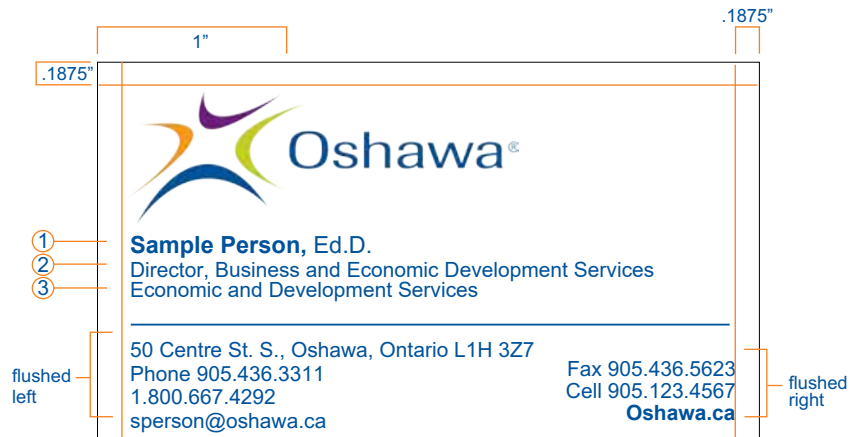 1”
.1875”
.1875”
Oshawa®
1 Sample Person, Ed.D.
2 Director, Business and Economic Development Services
3 Economic and Development Services
flushed
left
50 Centre St. S., Oshawa, Ontario L1H 3Z7
Phone 905.436.3311
1.800.667.4292
sperson@oshawa.ca
Fax 905.436.5623
Cell 905.123.4567
Oshawa.ca
flushed
right